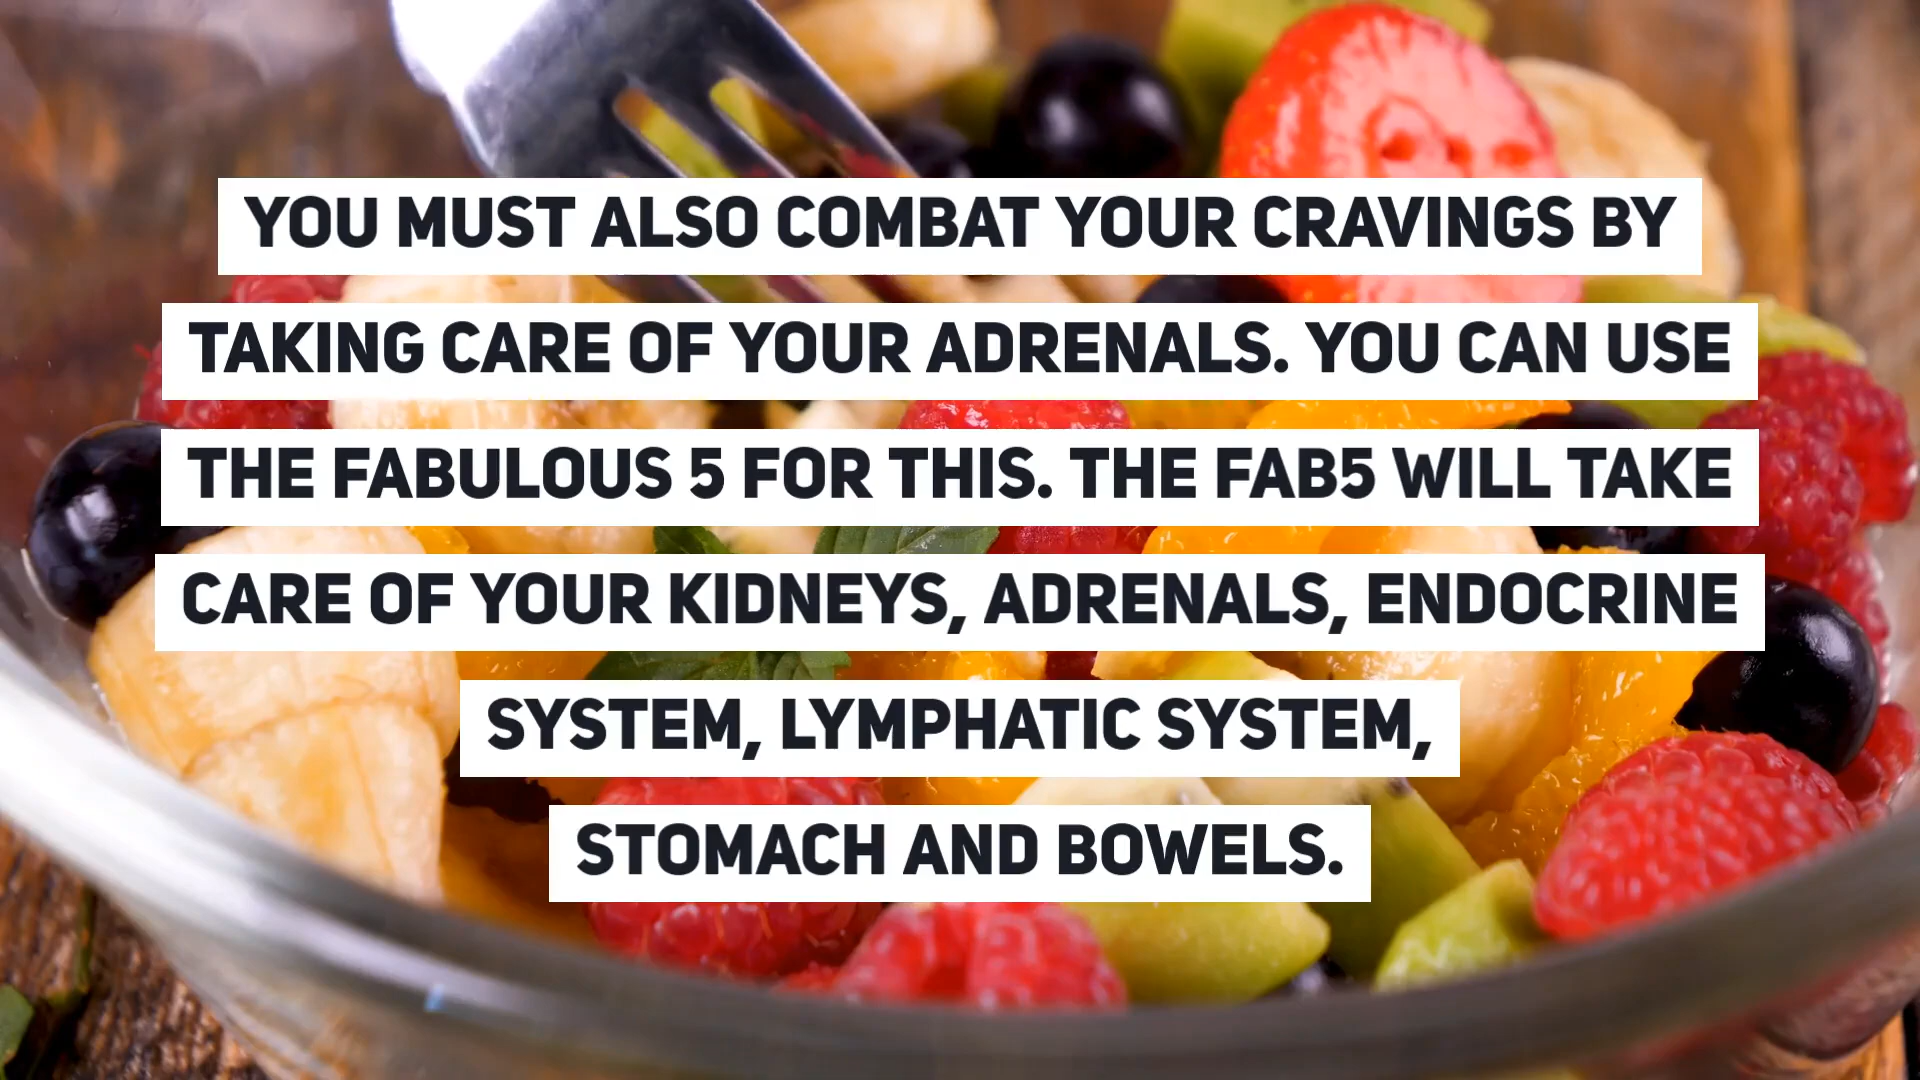 YOU MUST ALSO COMBAT YOUR CRAVINGS BY
TAKING CARE OF YOUR ADRENALS. YOU CAN USE
THE FABULOUS 5 FOR THIS. THE FAB5 WILL TAKE
CARE OF YOUR KIDNEYS, ADRENALS, ENDOCRINE
SYSTEM, LYMPHATIC SYSTEM,
STOMACH AND BOWELS.